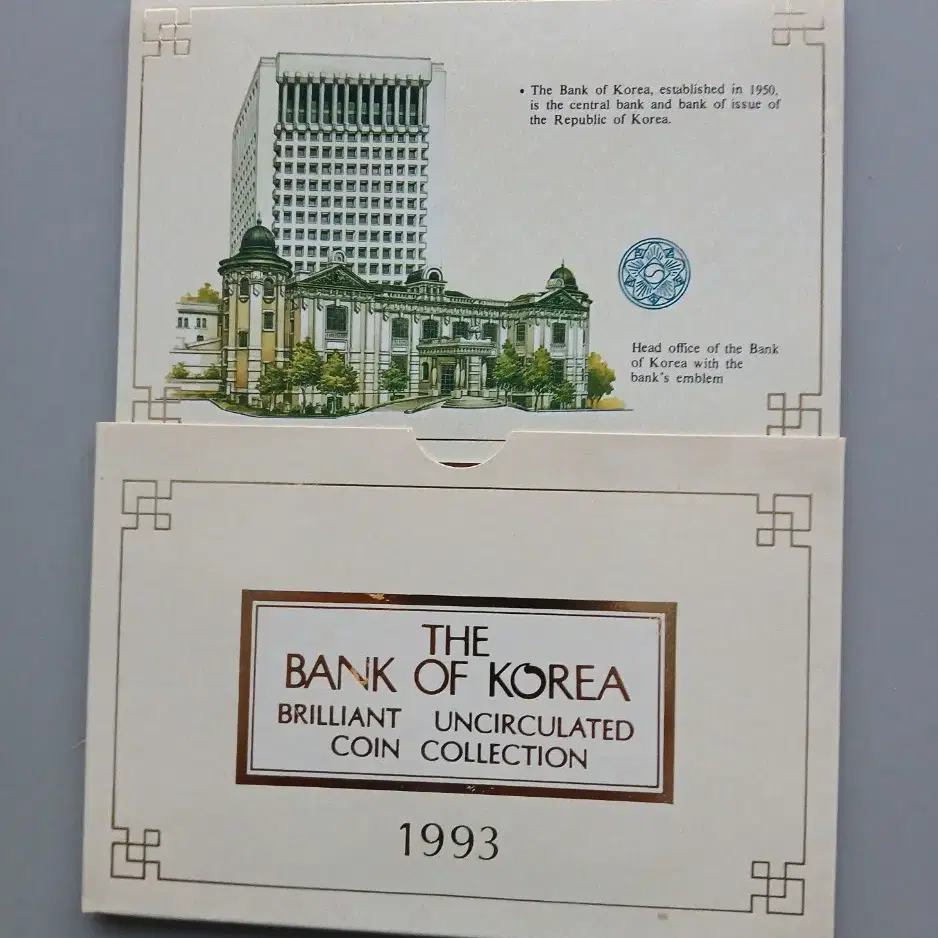 • The Bank of Korea, established in 1950,
is the central bank and bank of issue of
the Republic of Korea.
Head office of the Bank
of Korea with the
bank's emblem
THE
BANK OF KOREA
BRILLIANT UNCIRCULATED
COIN COLLECTION
1993